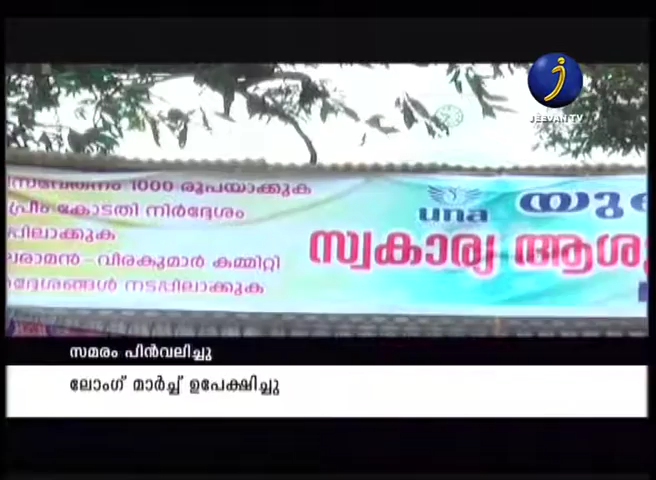 JEEVAN TV
1000 രൂപയാക്കുക
പ്രീം കോടതി നിർദ്ദേശം
പ്പിലാക്കുക
ലരാമൻ - വീരകുമാർ കമ്മിറ്റി
ദ്ദേശങ്ങൾ നടപ്പിലാക്കുക
una
സ്വകാര്യ ആശു
സമരം പിൻവലിച്ചു
ലോംഗ് മാർച്ച് ഉപേക്ഷിച്ചു